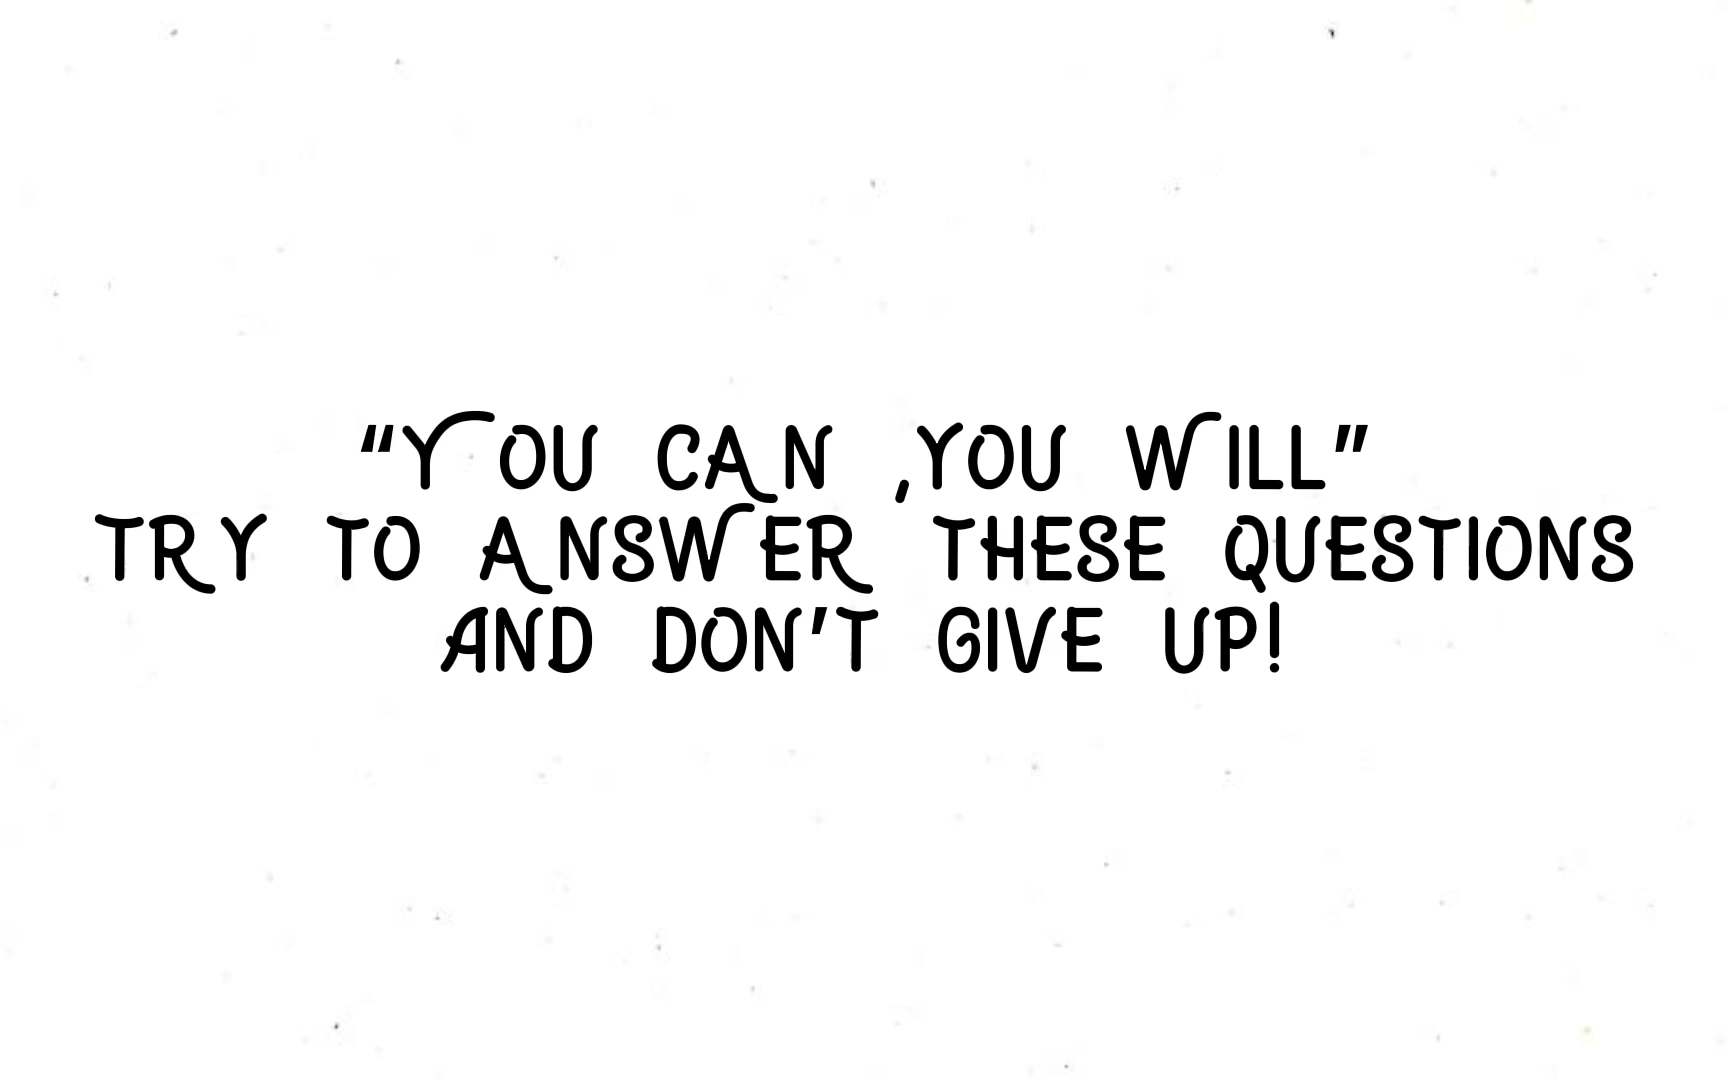 “YOU CAN ,YOU WILL”
TRY TO ANSWER THESE QUESTIONS
AND DON'T GIVE UP!